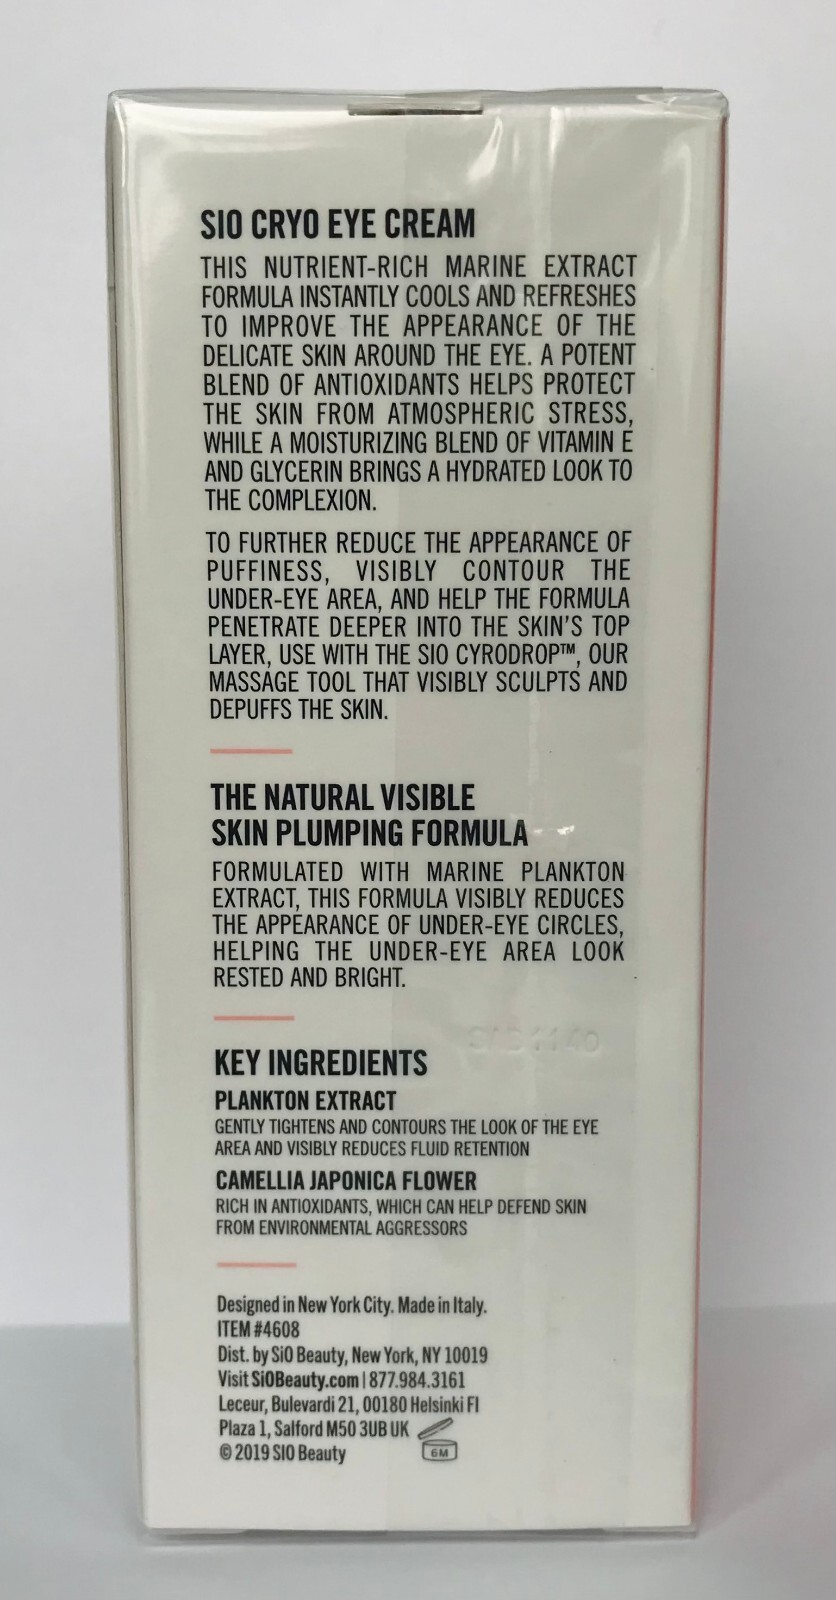 SIO CRYO EYE CREAM
THIS NUTRIENT-RICH MARINE EXTRACT
FORMULA INSTANTLY COOLS AND REFRESHES
TO IMPROVE THE APPEARANCE OF THE
DELICATE SKIN AROUND THE EYE. A POTENT
BLEND OF ANTIOXIDANTS HELPS PROTECT
THE SKIN FROM ATMOSPHERIC STRESS,
WHILE A MOISTURIZING BLEND OF VITAMIN E
AND GLYCERIN BRINGS A HYDRATED LOOK TO
THE COMPLEXION.
TO FURTHER REDUCE THE APPEARANCE OF
PUFFINESS, VISIBLY CONTOUR THE
UNDER-EYE AREA, AND HELP THE FORMULA
PENETRATE DEEPER INTO THE SKIN'S TOP
LAYER, USE WITH THE SIO CYRODROP™, OUR
MASSAGE TOOL THAT VISIBLY SCULPTS AND
DEPUFFS THE SKIN.
THE NATURAL VISIBLE
SKIN PLUMPING FORMULA
FORMULATED WITH MARINE PLANKTON
EXTRACT, THIS FORMULA VISIBLY REDUCES
THE APPEARANCE OF UNDER-EYE CIRCLES,
HELPING THE UNDER-EYE AREA LOOK
RESTED AND BRIGHT.
KEY INGREDIENTS
PLANKTON EXTRACT
GENTLY TIGHTENS AND CONTOURS THE LOOK OF THE EYE
AREA AND VISIBLY REDUCES FLUID RETENTION
CAMELLIA JAPONICA FLOWER
RICH IN ANTIOXIDANTS, WHICH CAN HELP DEFEND SKIN
FROM ENVIRONMENTAL AGGRESSORS
Designed in New York City. Made in Italy.
ITEM #4608
Dist. by SiO Beauty, New York, NY 10019
Visit SiOBeauty.com | 877.984.3161
Leceur, Bulevardi 21, 00180 Helsinki FI
Plaza 1, Salford M50 3UB UK
© 2019 SIO Beauty
6M